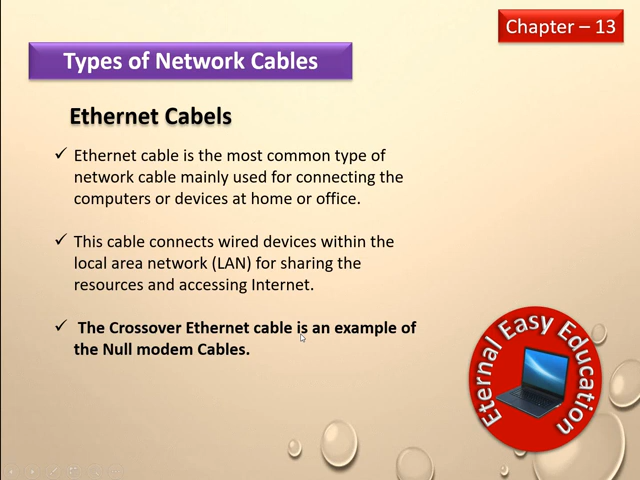 Chapter – 13
Types of Network Cables
Ethernet Cabels
✓ Ethernet cable is the most common type of
network cable mainly used for connecting the
computers or devices at home or office.
✓ This cable connects wired devices within the
local area network (LAN) for sharing the
resources and accessing Internet.
✓ The Crossover Ethernet cable is an example of
the Null modem Cables.
Eternal Easy Education